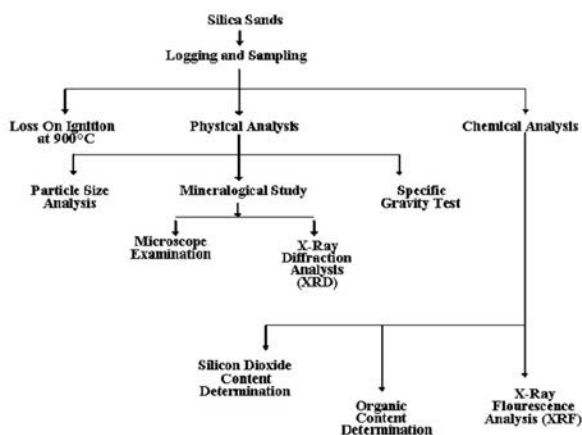 Silica Sands
Logging and Sampling
Loss On Ignition
at 900°C
Physical Analysis
Chemical Analysis
Particle Size
Analysis
Mineralogical Study
Specific
Gravity Test
Microscope
Examination
X-Ray
Diffraction
Analysis
(XRD)
Silicon Dioxide
Content
Determination
Organic
Content
Determination
X-Ray
Flourescence
Analysis (XRF)